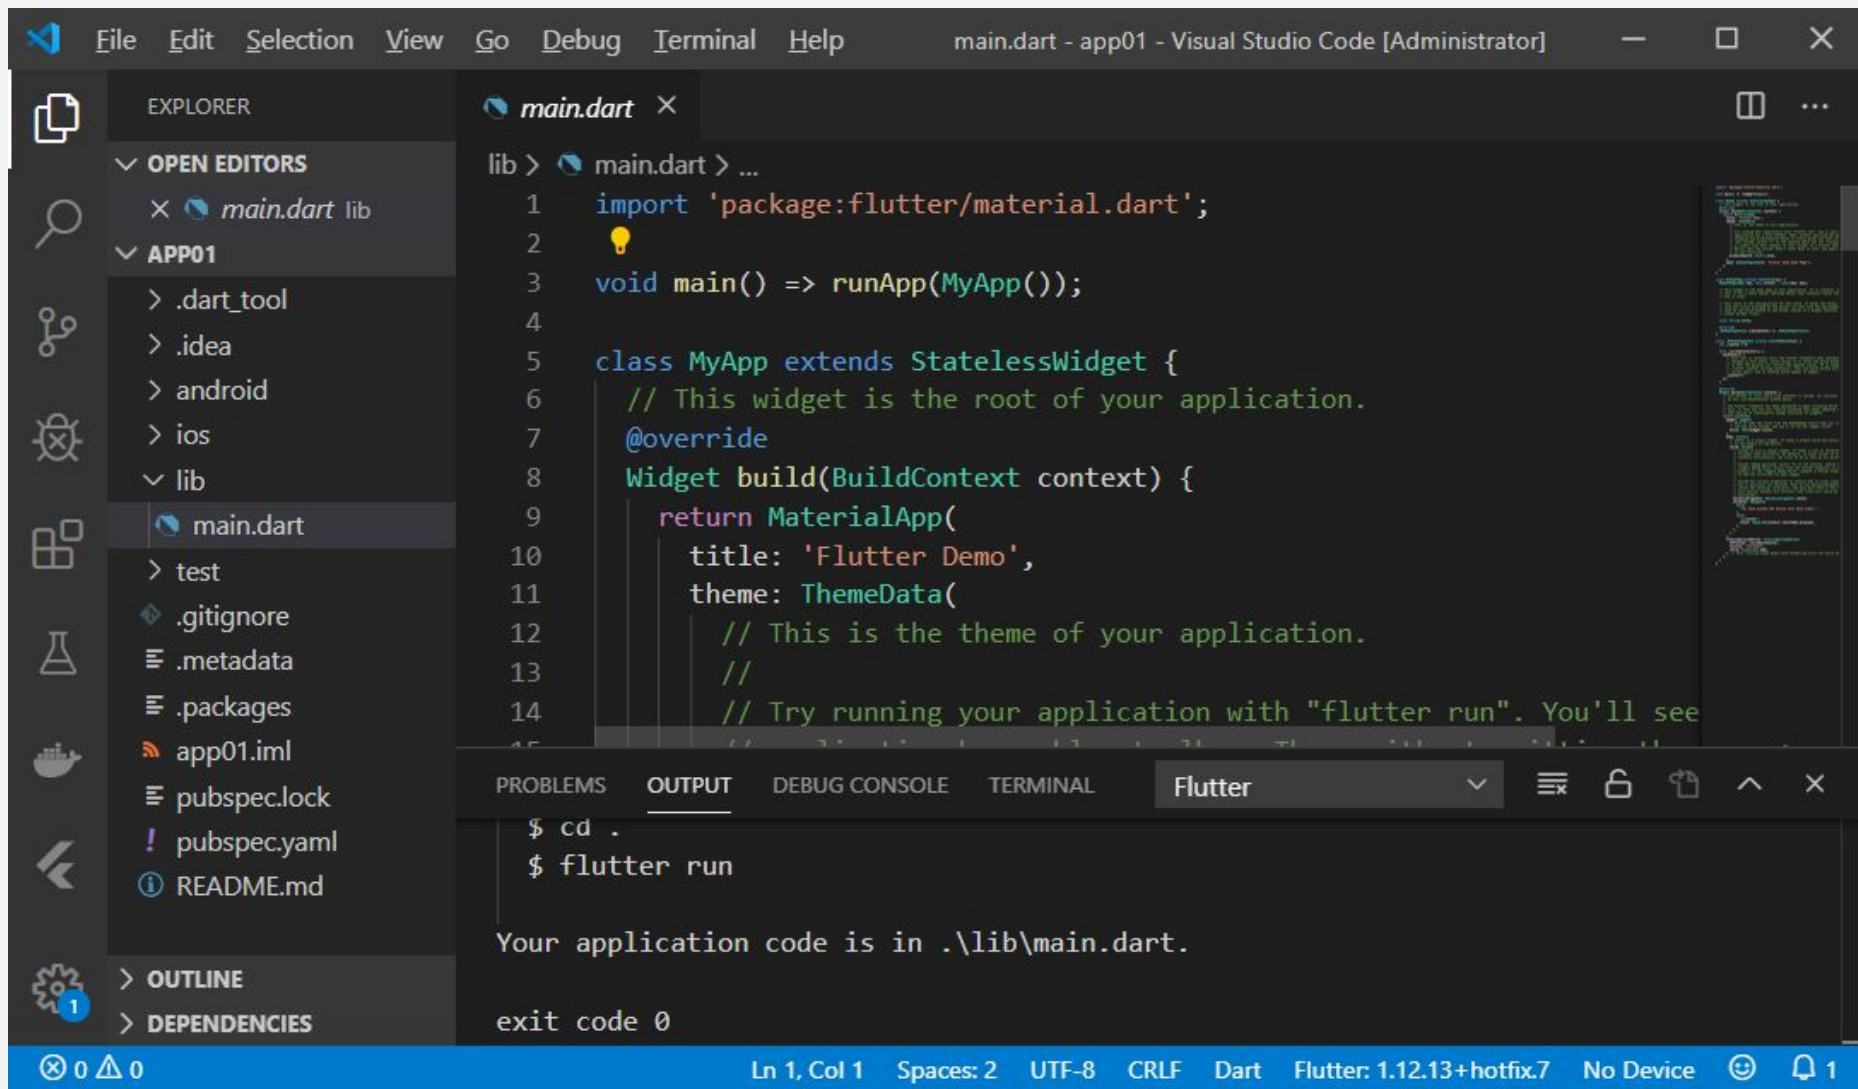 File Edit Selection View Go Debug Terminal Help main.dart - app01 - Visual Studio Code [Administrator]
EXPLORER
OPEN EDITORS
main.dart lib
APP01
.dart_tool
.idea
android
ios
lib
main.dart
test
.gitignore
.metadata
.packages
app01.iml
pubspec.lock
pubspec.yaml
README.md
OUTLINE
DEPENDENCIES
1
main.dart
lib > main.dart > ...
1 import 'package:flutter/material.dart';
2
3 void main() => runApp(MyApp());
4
5 class MyApp extends StatelessWidget {
6 // This widget is the root of your application.
7 @override
8 Widget build(BuildContext context) {
9 return MaterialApp(
10 title: 'Flutter Demo',
11 theme: ThemeData(
12 // This is the theme of your application.
13 //
14 // Try running your application with "flutter run". You'll see
PROBLEMS OUTPUT DEBUG CONSOLE TERMINAL Flutter
$ cd .
$ flutter run
Your application code is in .\lib\main.dart.
exit code 0
0 0 Ln 1, Col 1 Spaces: 2 UTF-8 CRLF Dart Flutter: 1.12.13+hotfix.7 No Device 1